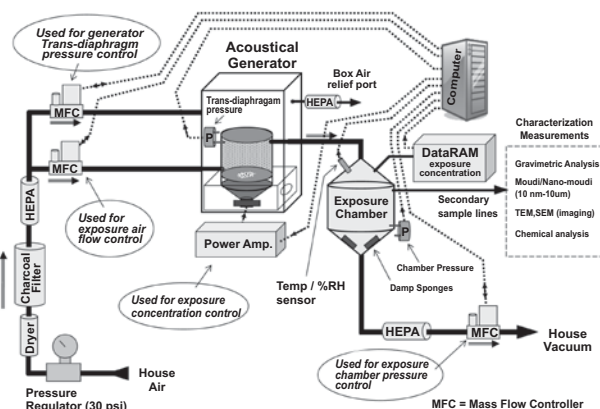 Used for generator
Trans-diaphragm
pressure control
MFC
Acoustical
Generator
Trans-diaphragam
pressure
P
HEPA
Box Air
relief port
Computer
Characterization
Measurements
Gravimetric Analysis
Moudi/Nano-moudi
(10 nm-10um)
TEM,SEM (imaging)
Chemical analysis
DataRAM
exposure
concentration
MFC
HEPA
Used for
exposure air
flow control
Exposure
Chamber
Secondary
sample lines
P
Power Amp.
Charcoal
Filter
Chamber Pressure
Temp / %RH
sensor
Damp Sponges
Used for exposure
concentration control
Dryer
HEPA
MFC
House
Vacuum
House
Air
Used for exposure
chamber pressure
control
Pressure
Regulator (30 psi)
MFC = Mass Flow Controller